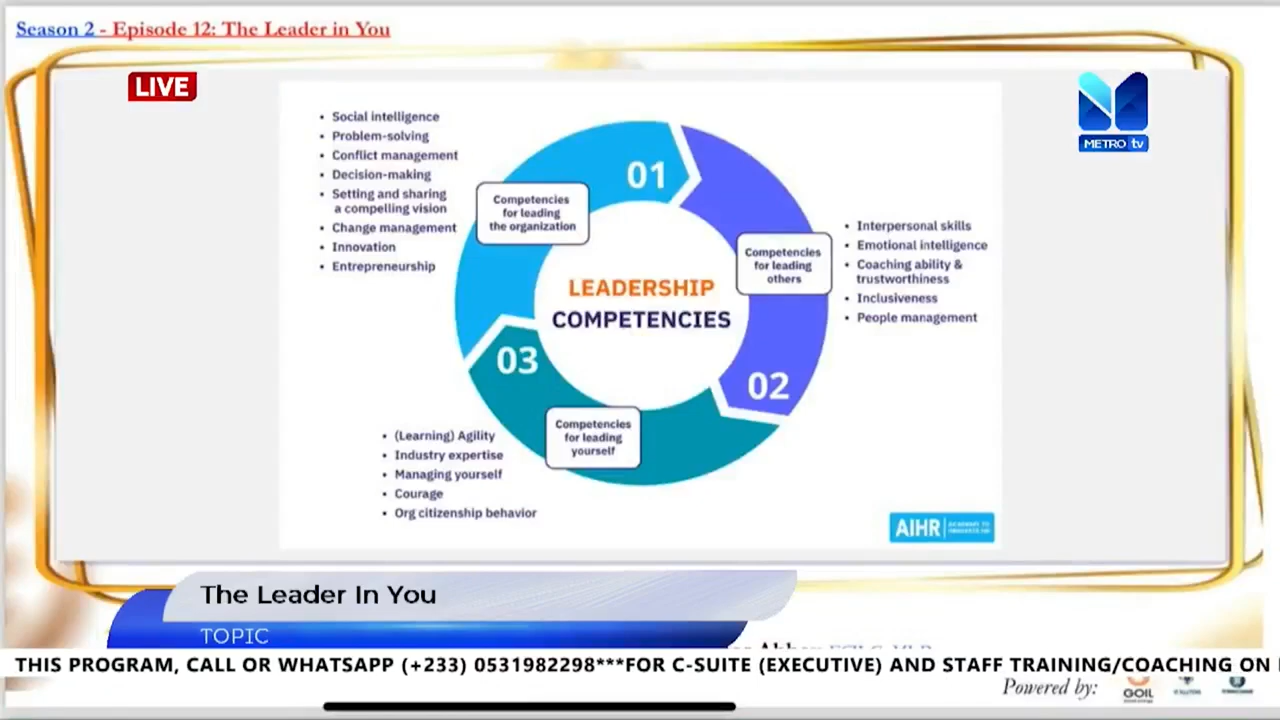 Season 2 - Episode 12: The Leader in You
LIVE
METRO tv
• Social intelligence
• Problem-solving
• Conflict management
• Decision-making
• Setting and sharing
a compelling vision
• Change management
• Innovation
• Entrepreneurship
01
Competencies
for leading
the organization
Competencies
for leading
others
• Interpersonal skills
• Emotional intelligence
• Coaching ability &
trustworthiness
• Inclusiveness
• People management
LEADERSHIP
COMPETENCIES
02
03
Competencies
for leading
yourself
• (Learning) Agility
• Industry expertise
• Managing yourself
• Courage
• Org citizenship behavior
AIHR
The Leader In You
TOPIC
THIS PROGRAM, CALL OR WHATSAPP (+233) 0531982298***FOR C-SUITE (EXECUTIVE) AND STAFF TRAINING/COACHING ON
Powered by:
GOIL